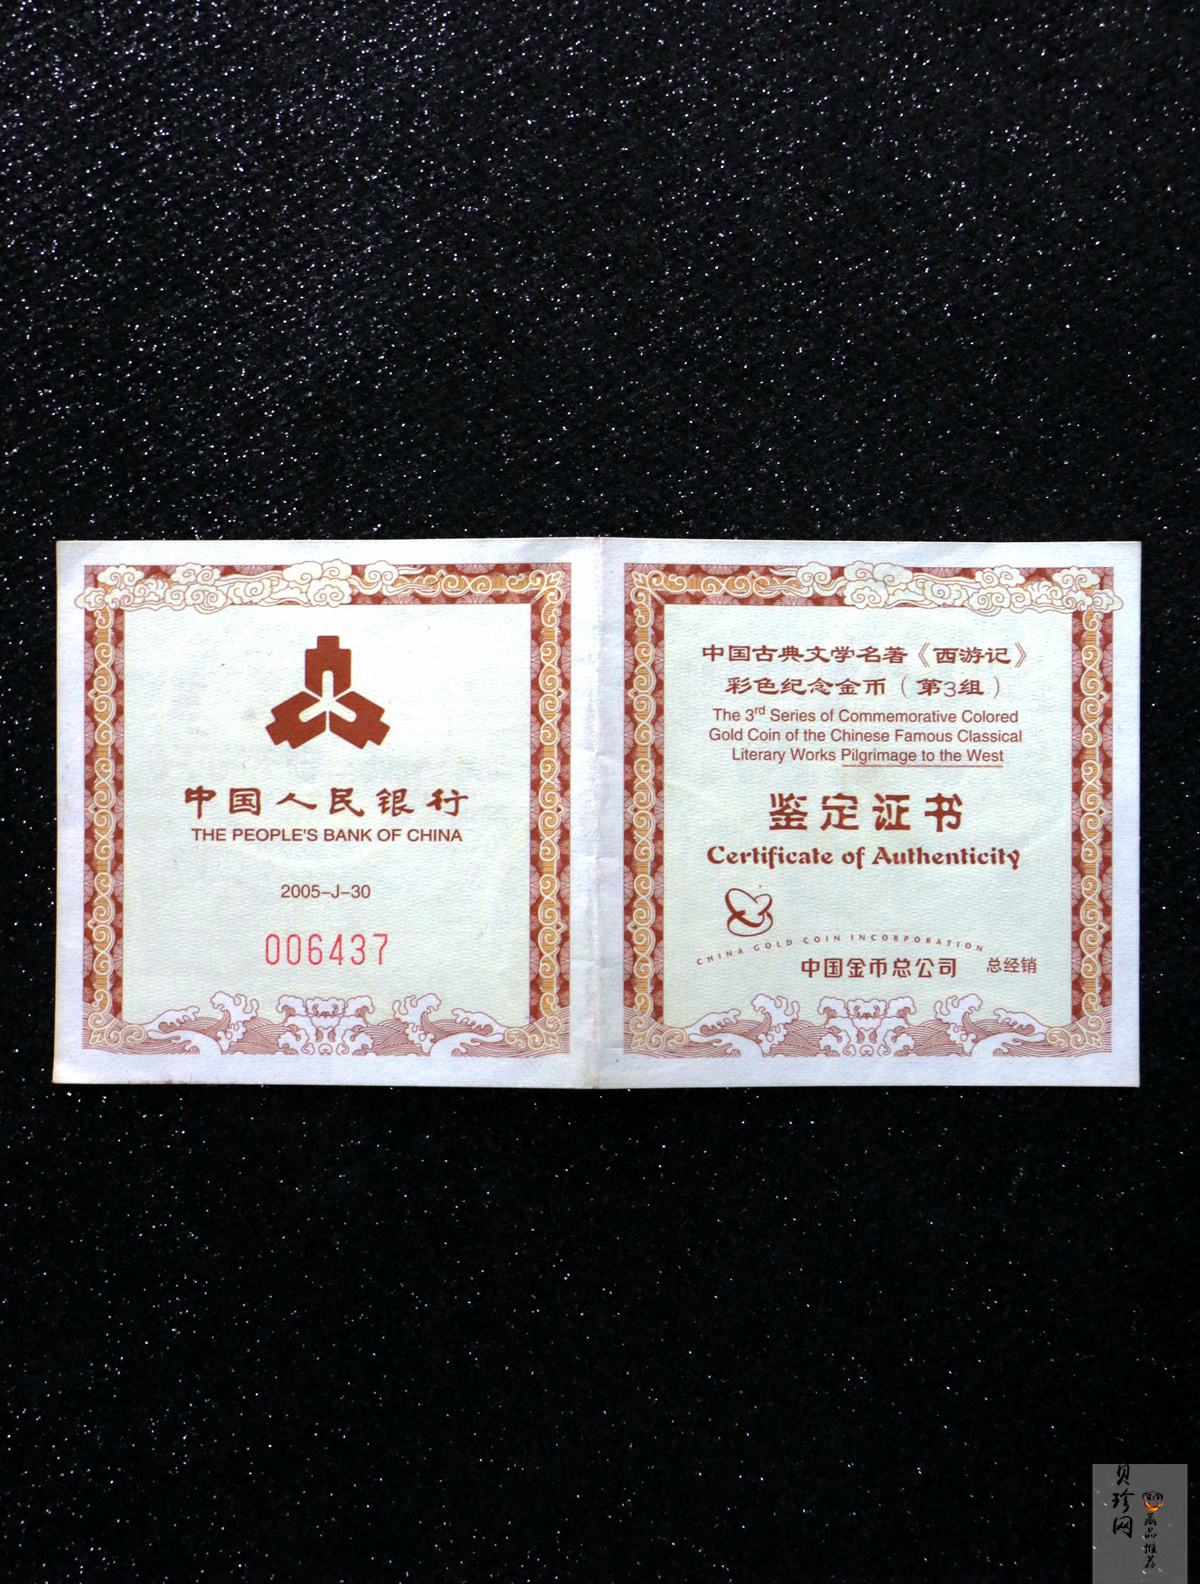 中国人民银行
THE PEOPLE'S BANK OF CHINA
2005-J-30
006437
中国古典文学名著《西游记》
彩色纪念金币（第3组）
The 3rd Series of Commemorative Colored
Gold Coin of the Chinese Famous Classical
Literary Works Pilgrimage to the West
鉴定证书
Certificate of Authenticity
CHINA GOLD COIN INCORPORATION
中国金币总公司 总经销
贝珍网
藏品推荐